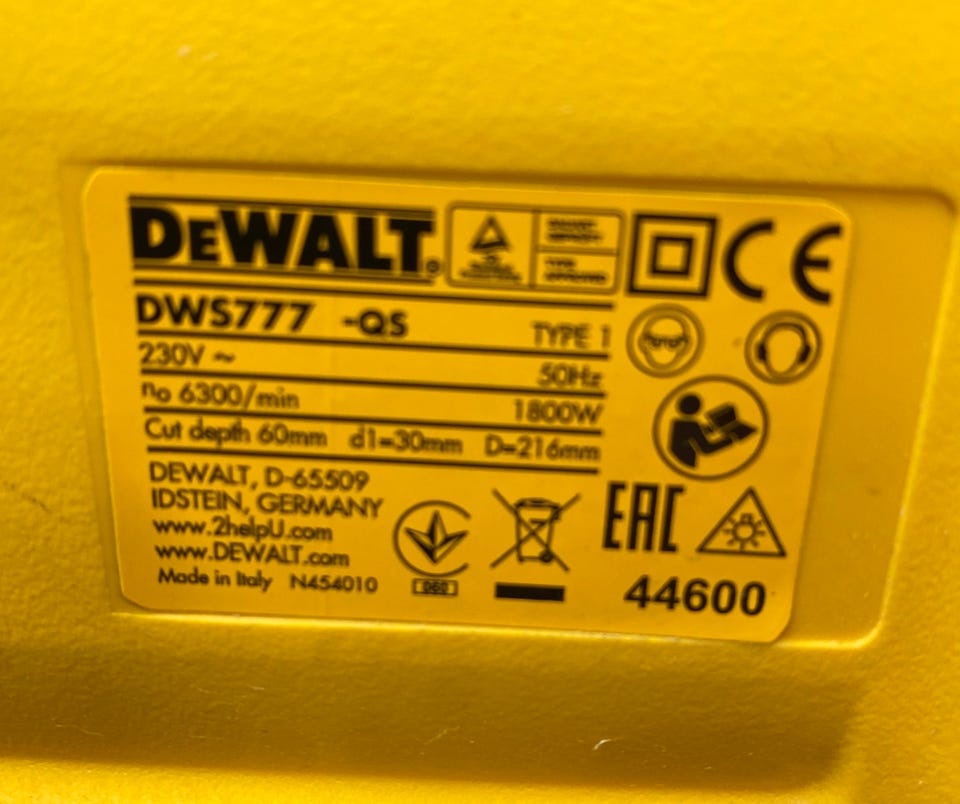 DEWALT
DWS777 -QS TYPE 1
230V ~ 50Hz
no 6300/min 1800W
Cut depth 60mm d1=30mm D=216mm
DEWALT, D-65509
IDSTEIN, GERMANY
www.2helpU.com
www.DEWALT.com
Made in Italy N454010
CE
EAC
44600